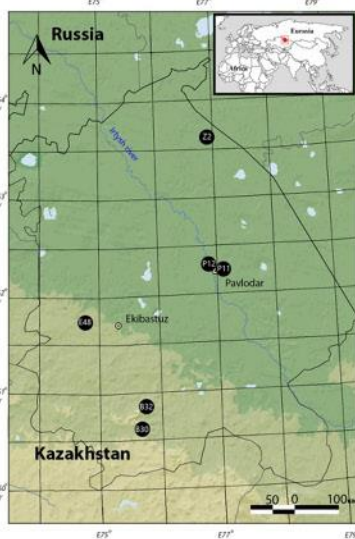 E75°
E79°
Russia
Eurasia
Africa
N
Irtysh river
Z2
P12
P11
Pavlodar
E48
Ekibastuz
B32
B30
Kazakhstan
50 0 100
E75°
E77°